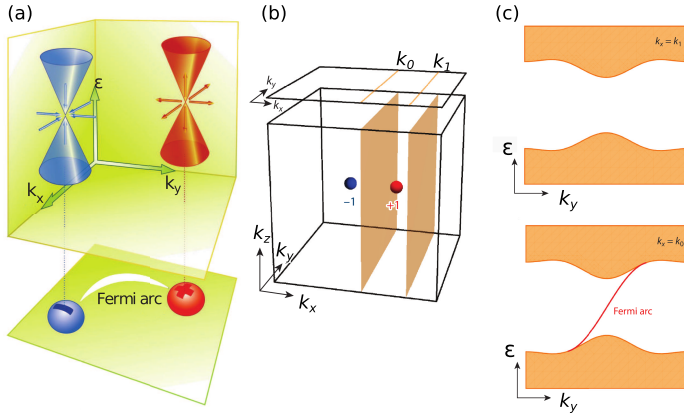 (a)
ε
k_x
k_y
Fermi arc
(b)
k_0
k_1
k_y
k_x
−1
+1
k_z
k_y
k_x
(c)
k_x = k_1
ε
k_y
k_x = k_0
Fermi arc
ε
k_y